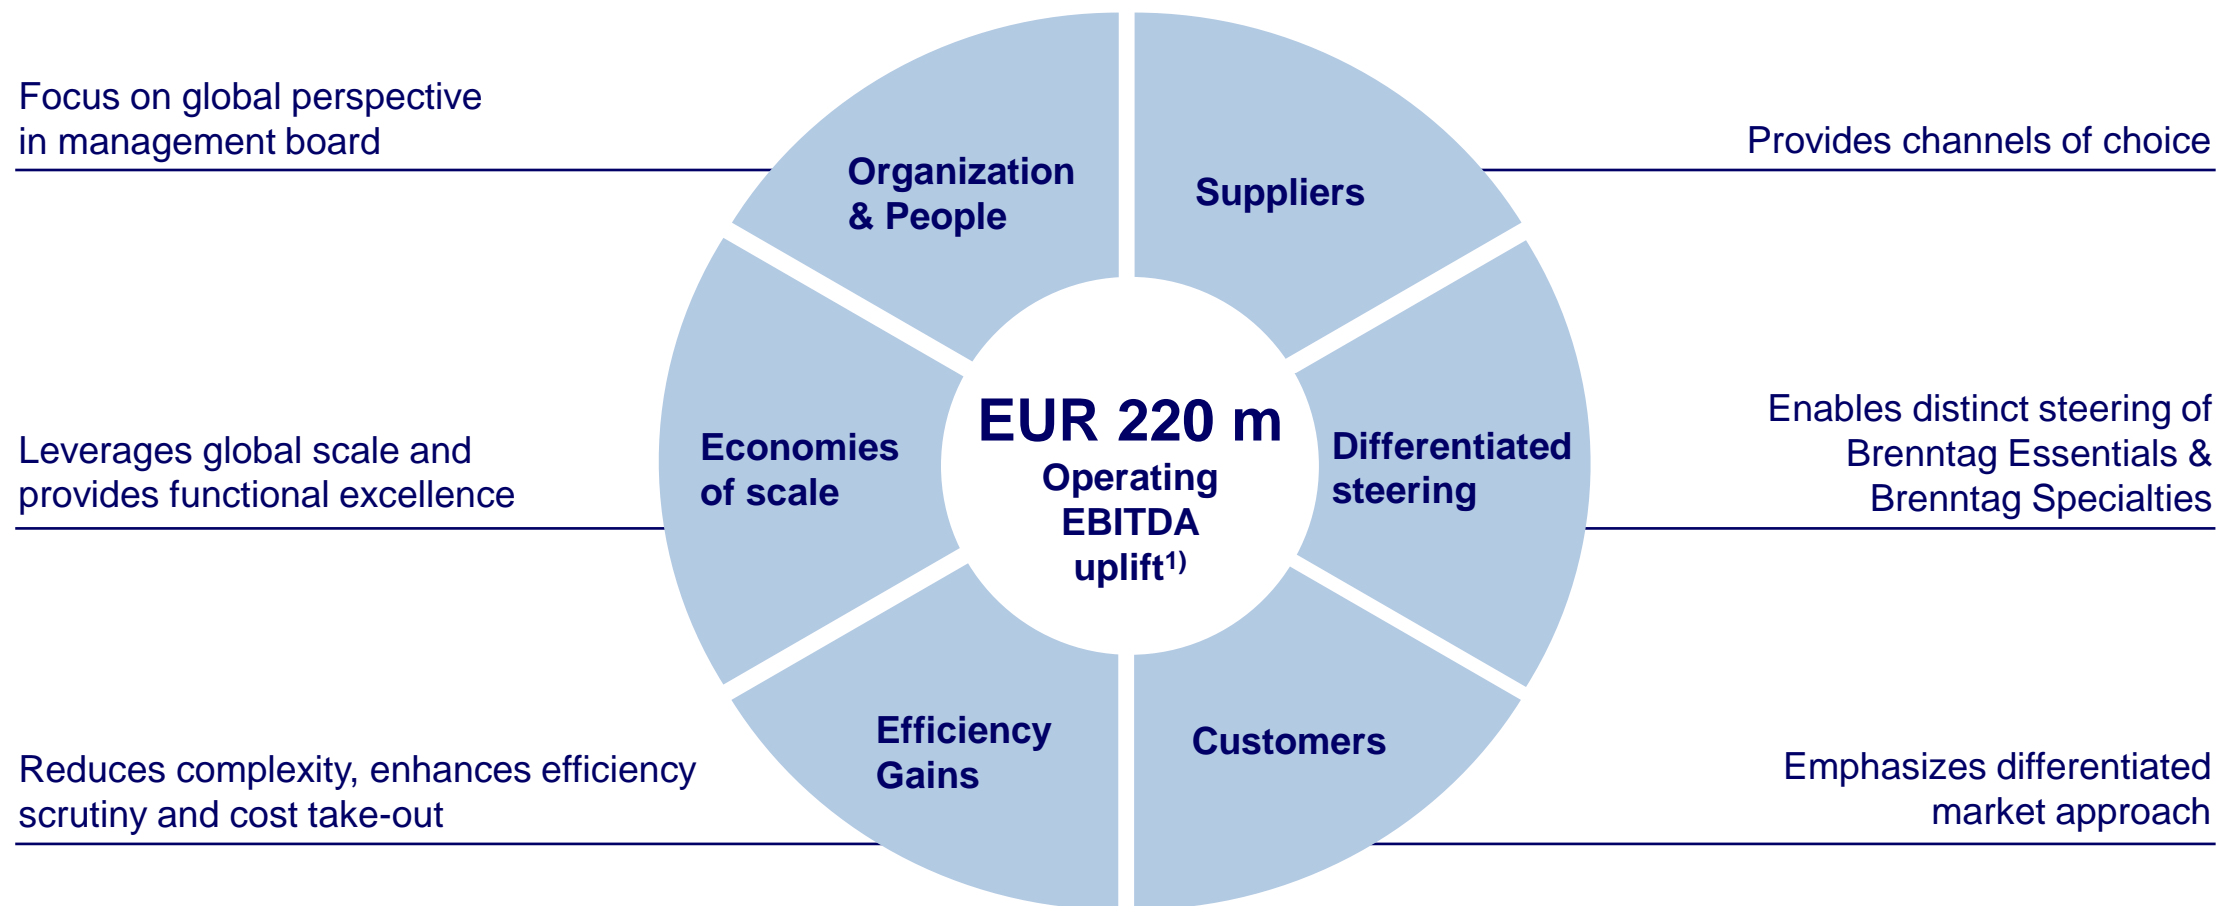 Focus on global perspective
in management board
Organization
& People
Suppliers
Provides channels of choice
Leverages global scale and
provides functional excellence
Economies
of scale
EUR 220 m
Operating
EBITDA
uplift¹⁾
Differentiated
steering
Enables distinct steering of
Brenntag Essentials &
Brenntag Specialties
Reduces complexity, enhances efficiency
scrutiny and cost take-out
Efficiency
Gains
Customers
Emphasizes differentiated
market approach